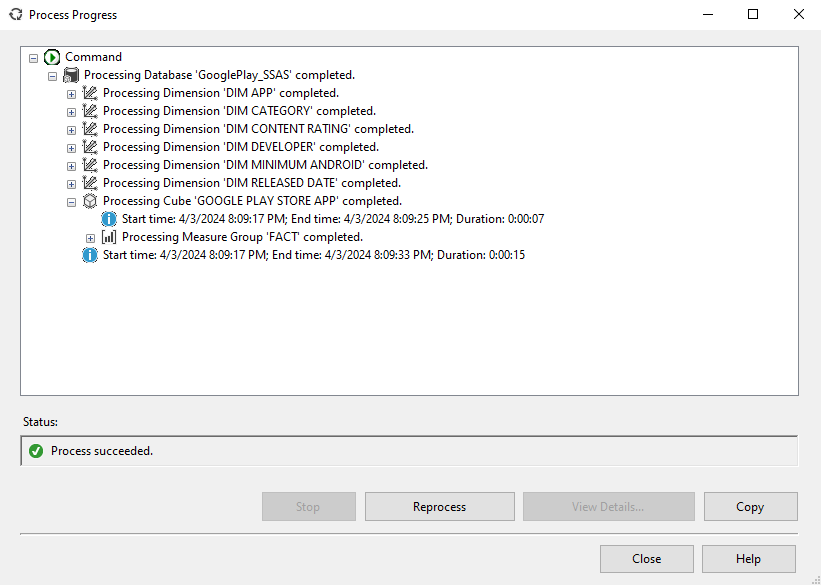 Process Progress
Command
Processing Database 'GooglePlay_SSAS' completed.
Processing Dimension 'DIM APP' completed.
Processing Dimension 'DIM CATEGORY' completed.
Processing Dimension 'DIM CONTENT RATING' completed.
Processing Dimension 'DIM DEVELOPER' completed.
Processing Dimension 'DIM MINIMUM ANDROID' completed.
Processing Dimension 'DIM RELEASED DATE' completed.
Processing Cube 'GOOGLE PLAY STORE APP' completed.
Start time: 4/3/2024 8:09:17 PM; End time: 4/3/2024 8:09:25 PM; Duration: 0:00:07
Processing Measure Group 'FACT' completed.
Start time: 4/3/2024 8:09:17 PM; End time: 4/3/2024 8:09:33 PM; Duration: 0:00:15
Status:
Process succeeded.
Stop Reprocess View Details... Copy
Close Help